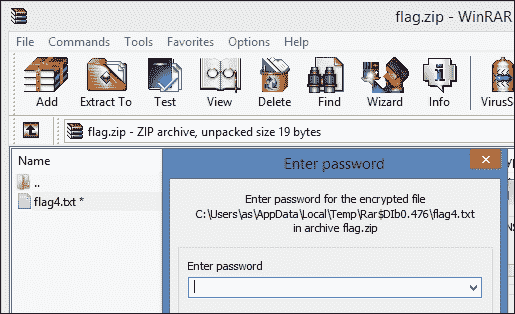 flag.zip - WinRAR
File Commands Tools Favorites Options Help
Add Extract To Test View Delete Find Wizard Info VirusS
flag.zip - ZIP archive, unpacked size 19 bytes
Name
..
flag4.txt *
Enter password
Enter password for the encrypted file
C:\Users\as\AppData\Local\Temp\Rar$DIb0.476\flag4.txt
in archive flag.zip
Enter password